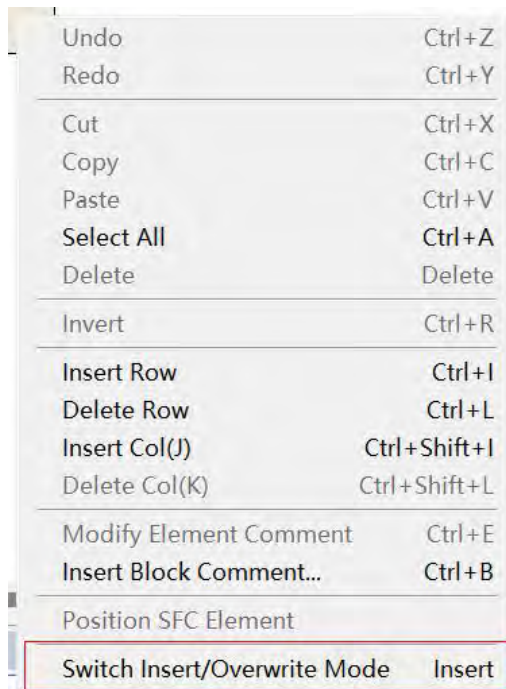 Undo Ctrl+Z
Redo Ctrl+Y
Cut Ctrl+X
Copy Ctrl+C
Paste Ctrl+V
Select All Ctrl+A
Delete Delete
Invert Ctrl+R
Insert Row Ctrl+I
Delete Row Ctrl+L
Insert Col(J) Ctrl+Shift+I
Delete Col(K) Ctrl+Shift+L
Modify Element Comment Ctrl+E
Insert Block Comment... Ctrl+B
Position SFC Element
Switch Insert/Overwrite Mode Insert